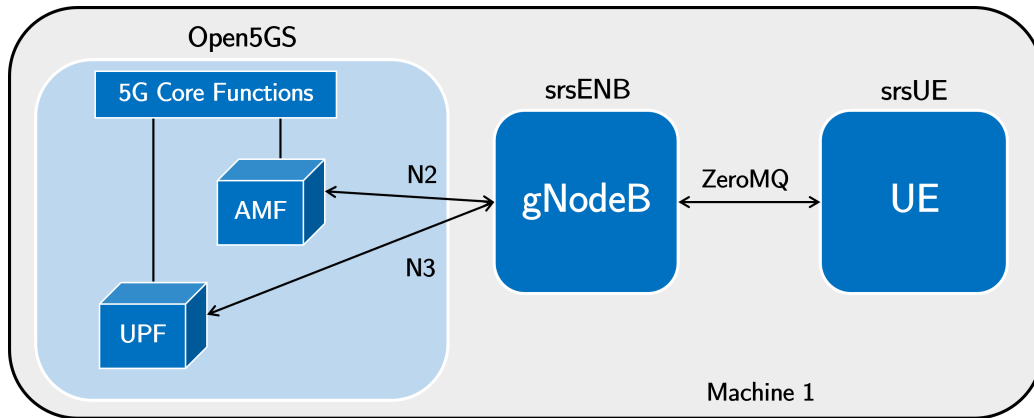 Open5GS
5G Core Functions
AMF
UPF
N2
N3
srsENB
gNodeB
ZeroMQ
srsUE
UE
Machine 1